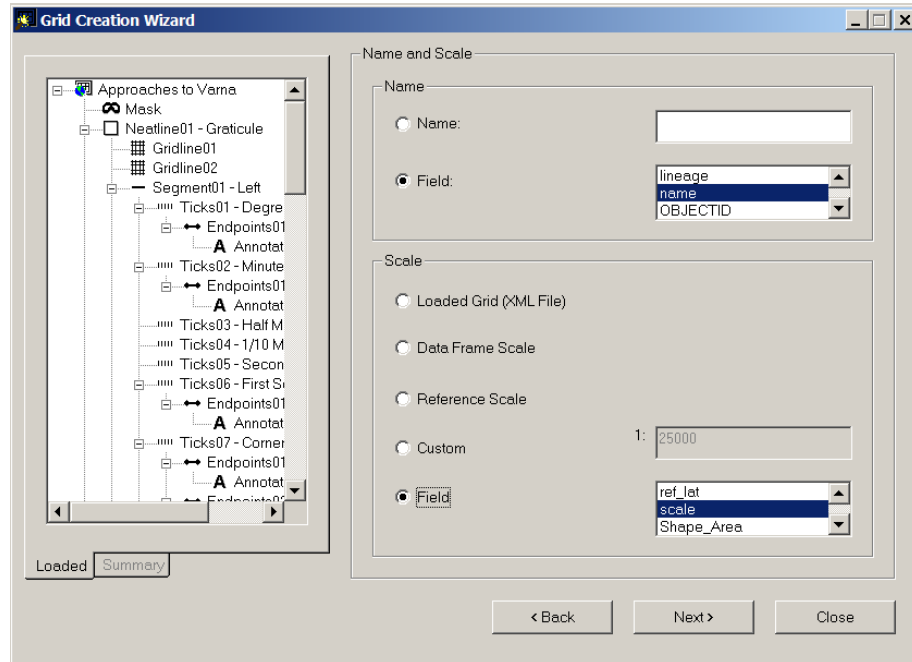 Grid Creation Wizard
Approaches to Varna
Mask
Neatline01 - Graticule
Gridline01
Gridline02
Segment01 - Left
Ticks01 - Degre
Endpoints01
A Annotat
Ticks02 - Minute
Endpoints01
A Annotat
Ticks03 - Half M
Ticks04 - 1/10 M
Ticks05 - Secon
Ticks06 - First S
Endpoints01
A Annotat
Ticks07 - Corner
Endpoints01
A Annotat
Loaded
Summary
Name and Scale
Name
Name:
Field:
lineage
name
OBJECTID
Scale
Loaded Grid (XML File)
Data Frame Scale
Reference Scale
Custom
1: 25000
Field
ref_lat
scale
Shape_Area
< Back
Next >
Close